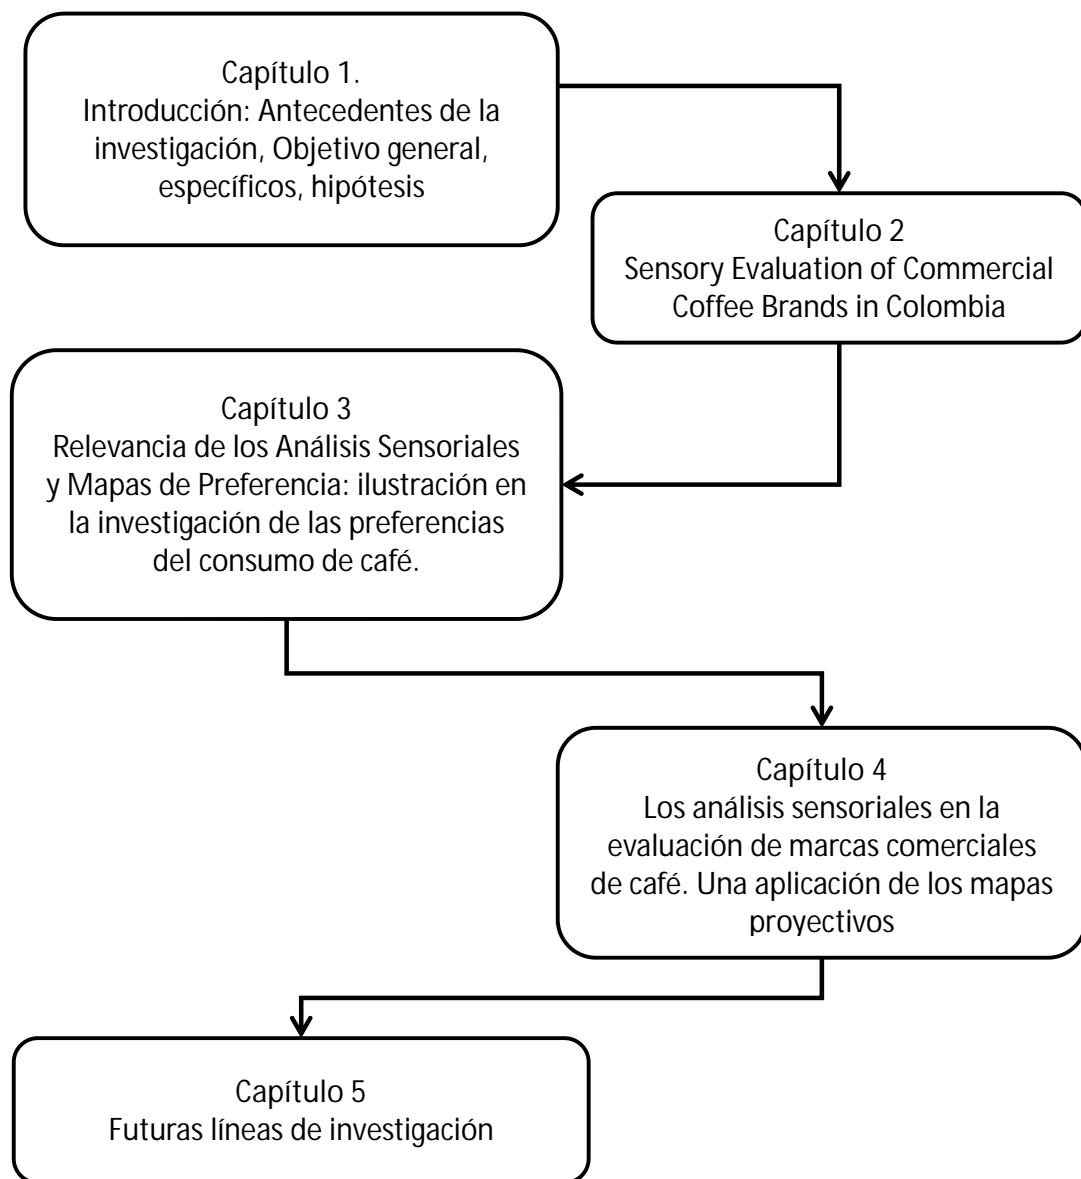 Capítulo 1.
Introducción: Antecedentes de la
investigación, Objetivo general,
específicos, hipótesis
Capítulo 2
Sensory Evaluation of Commercial
Coffee Brands in Colombia
Capítulo 3
Relevancia de los Análisis Sensoriales
y Mapas de Preferencia: ilustración en
la investigación de las preferencias
del consumo de café.
Capítulo 4
Los análisis sensoriales en la
evaluación de marcas comerciales
de café. Una aplicación de los mapas
proyectivos
Capítulo 5
Futuras líneas de investigación